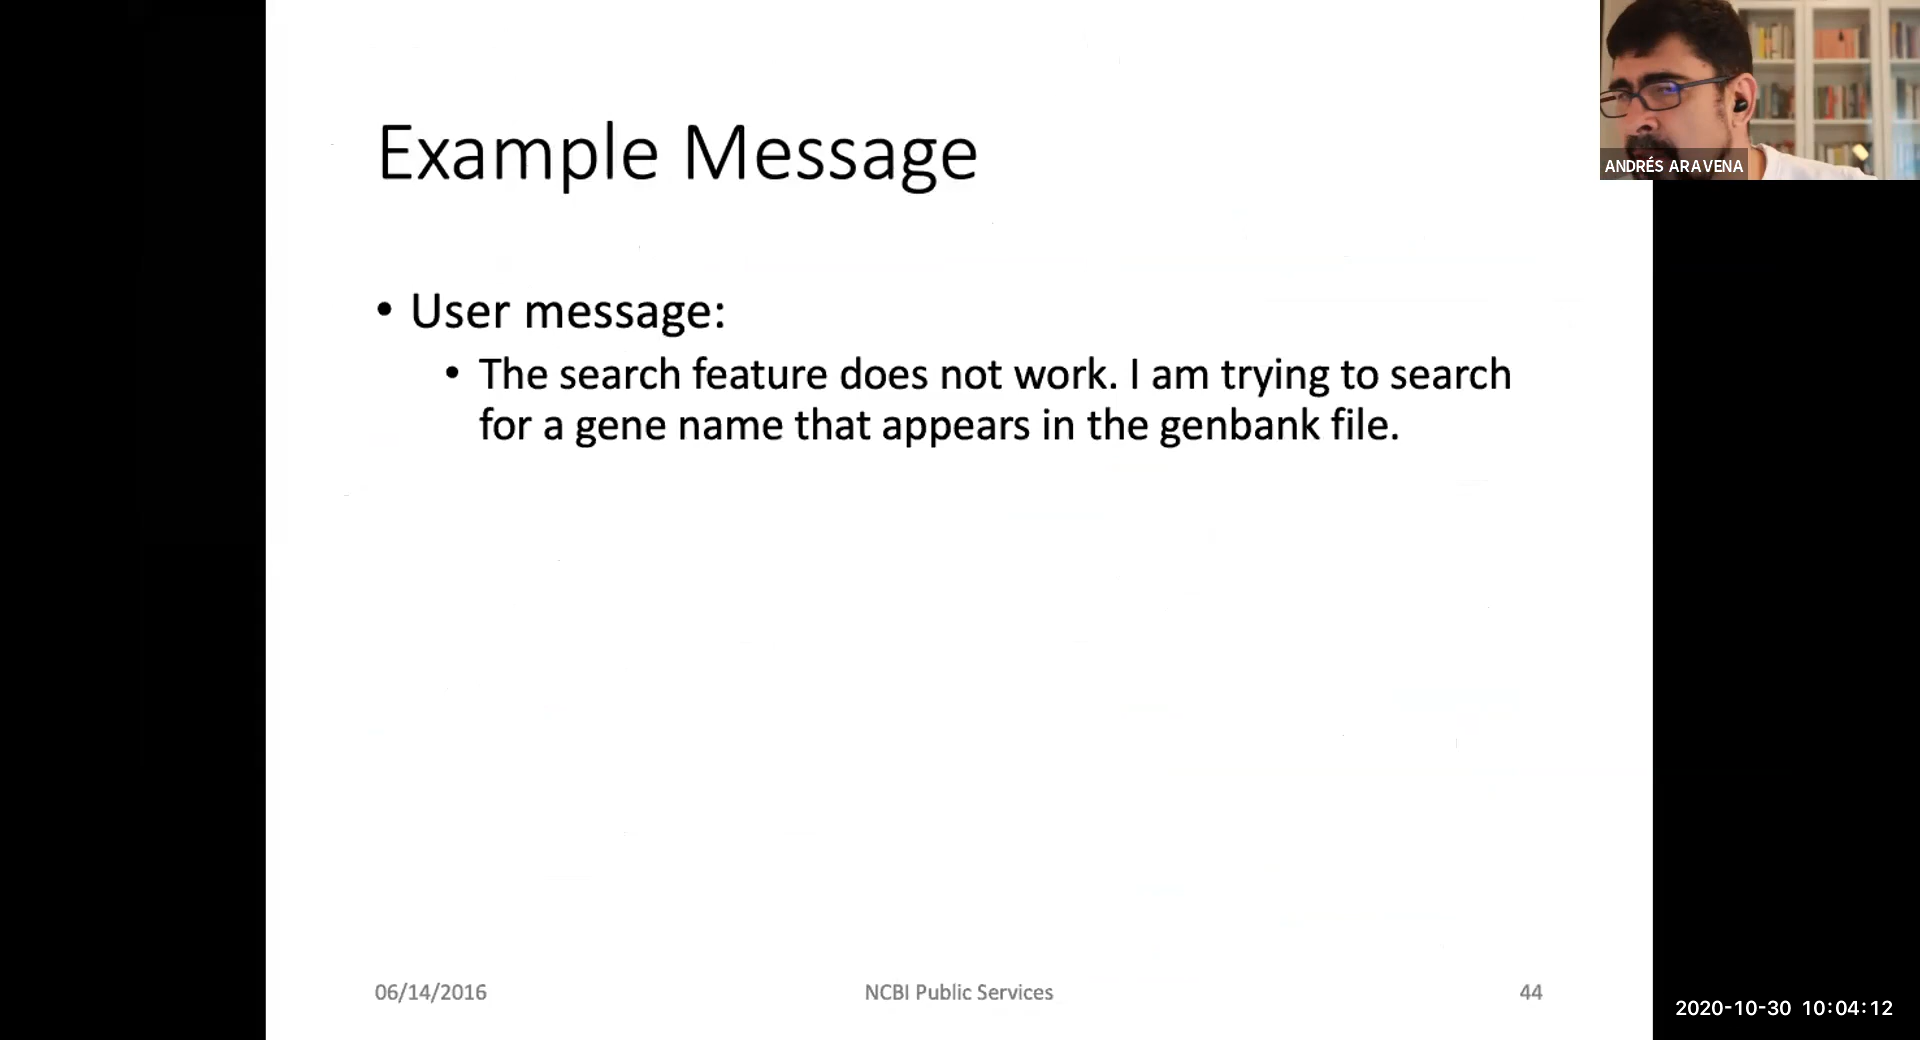 Example Message
ANDRÉS ARAVENA
• User message:
• The search feature does not work. I am trying to search
for a gene name that appears in the genbank file.
06/14/2016
NCBI Public Services
44
2020-10-30 10:04:12